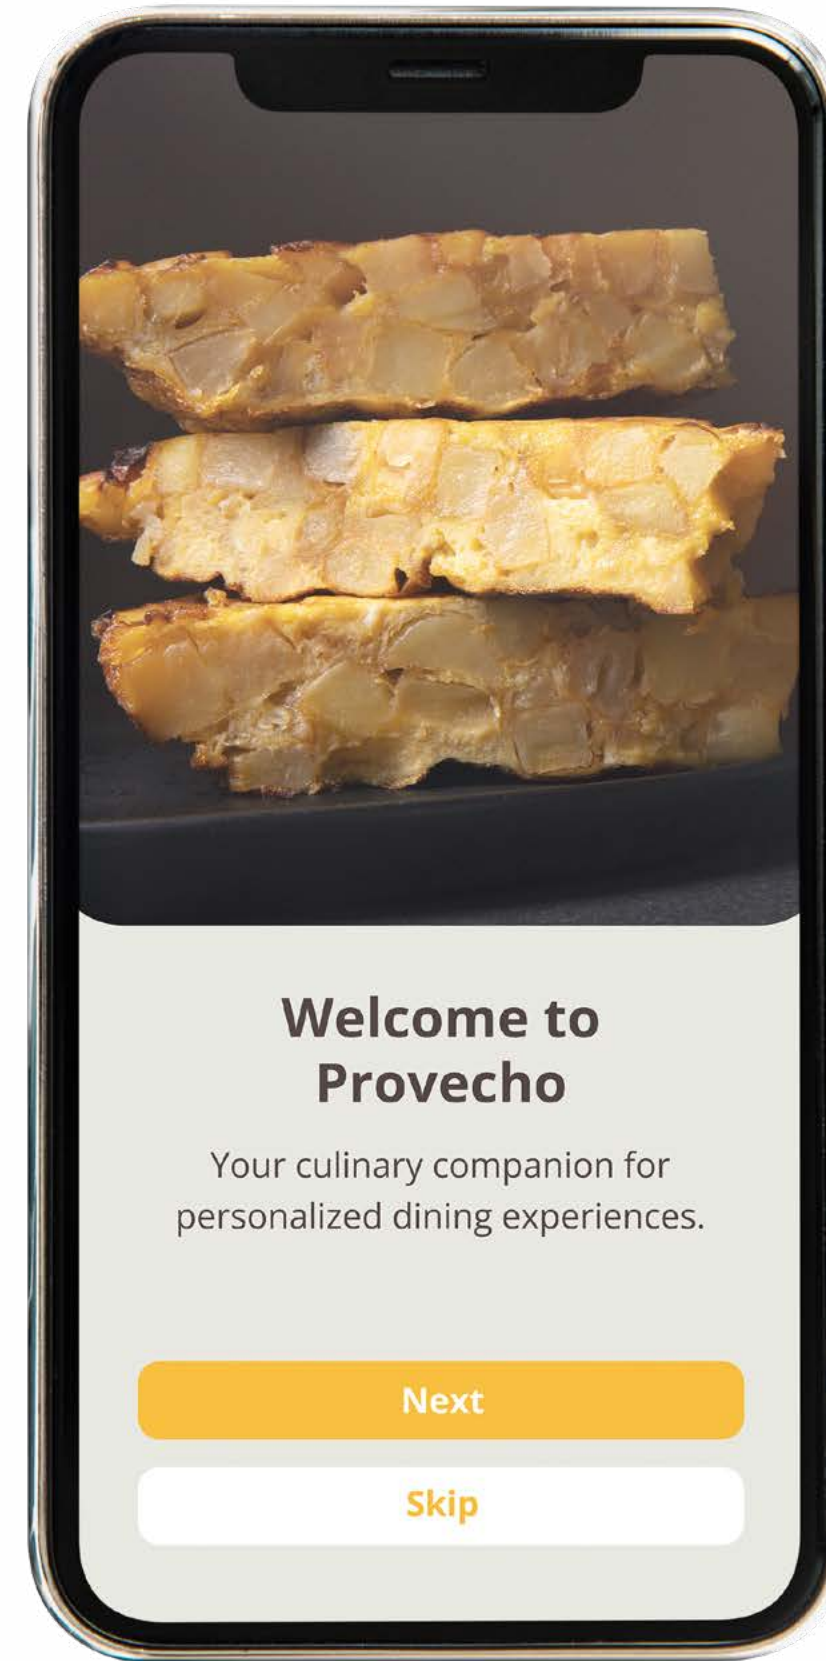 Welcome to
Provecho
Your culinary companion for
personalized dining experiences.
Next
Skip